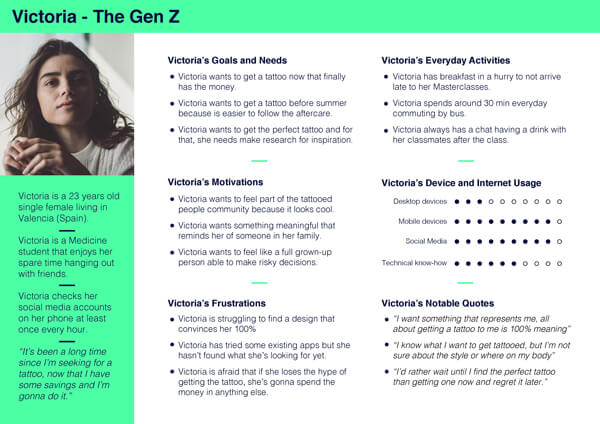 Victoria - The Gen Z
Victoria is a 23 years old
single female living in
Valencia (Spain).
Victoria is a Medicine
student that enjoys her
spare time hanging out
with friends.
Victoria checks her
social media accounts
on her phone at least
once every hour.
“It’s been a long time
since I’m seeking for a
tattoo, now that I have
some savings and I’m
gonna do it.”
Victoria’s Goals and Needs
Victoria wants to get a tattoo now that finally
has the money.
Victoria wants to get a tattoo before summer
because is easier to follow the aftercare.
Victoria wants to get the perfect tattoo and for
that, she needs make research for inspiration.
Victoria’s Motivations
Victoria wants to feel part of the tattooed
people community because it looks cool.
Victoria wants something meaningful that
reminds her of someone in her family.
Victoria wants to feel like a full grown-up
person able to make risky decisions.
Victoria’s Frustrations
Victoria is struggling to find a design that
convinces her 100%
Victoria has tried some existing apps but she
hasn’t found what she’s looking for yet.
Victoria is afraid that if she loses the hype of
getting the tattoo, she’s gonna spend the
money in anything else.
Victoria’s Everyday Activities
Victoria has breakfast in a hurry to not arrive
late to her Masterclasses.
Victoria spends around 30 min everyday
commuting by bus.
Victoria always has a chat having a drink with
her classmates after the class.
Victoria’s Device and Internet Usage
Desktop devices
Mobile devices
Social Media
Technical know-how
Victoria’s Notable Quotes
“I want something that represents me, all
about getting a tattoo to me is 100% meaning”
“I know what I want to get tattooed, but I’m not
sure about the style or where on my body”
“I’d rather wait until I find the perfect tattoo
than getting one now and regret it later.”